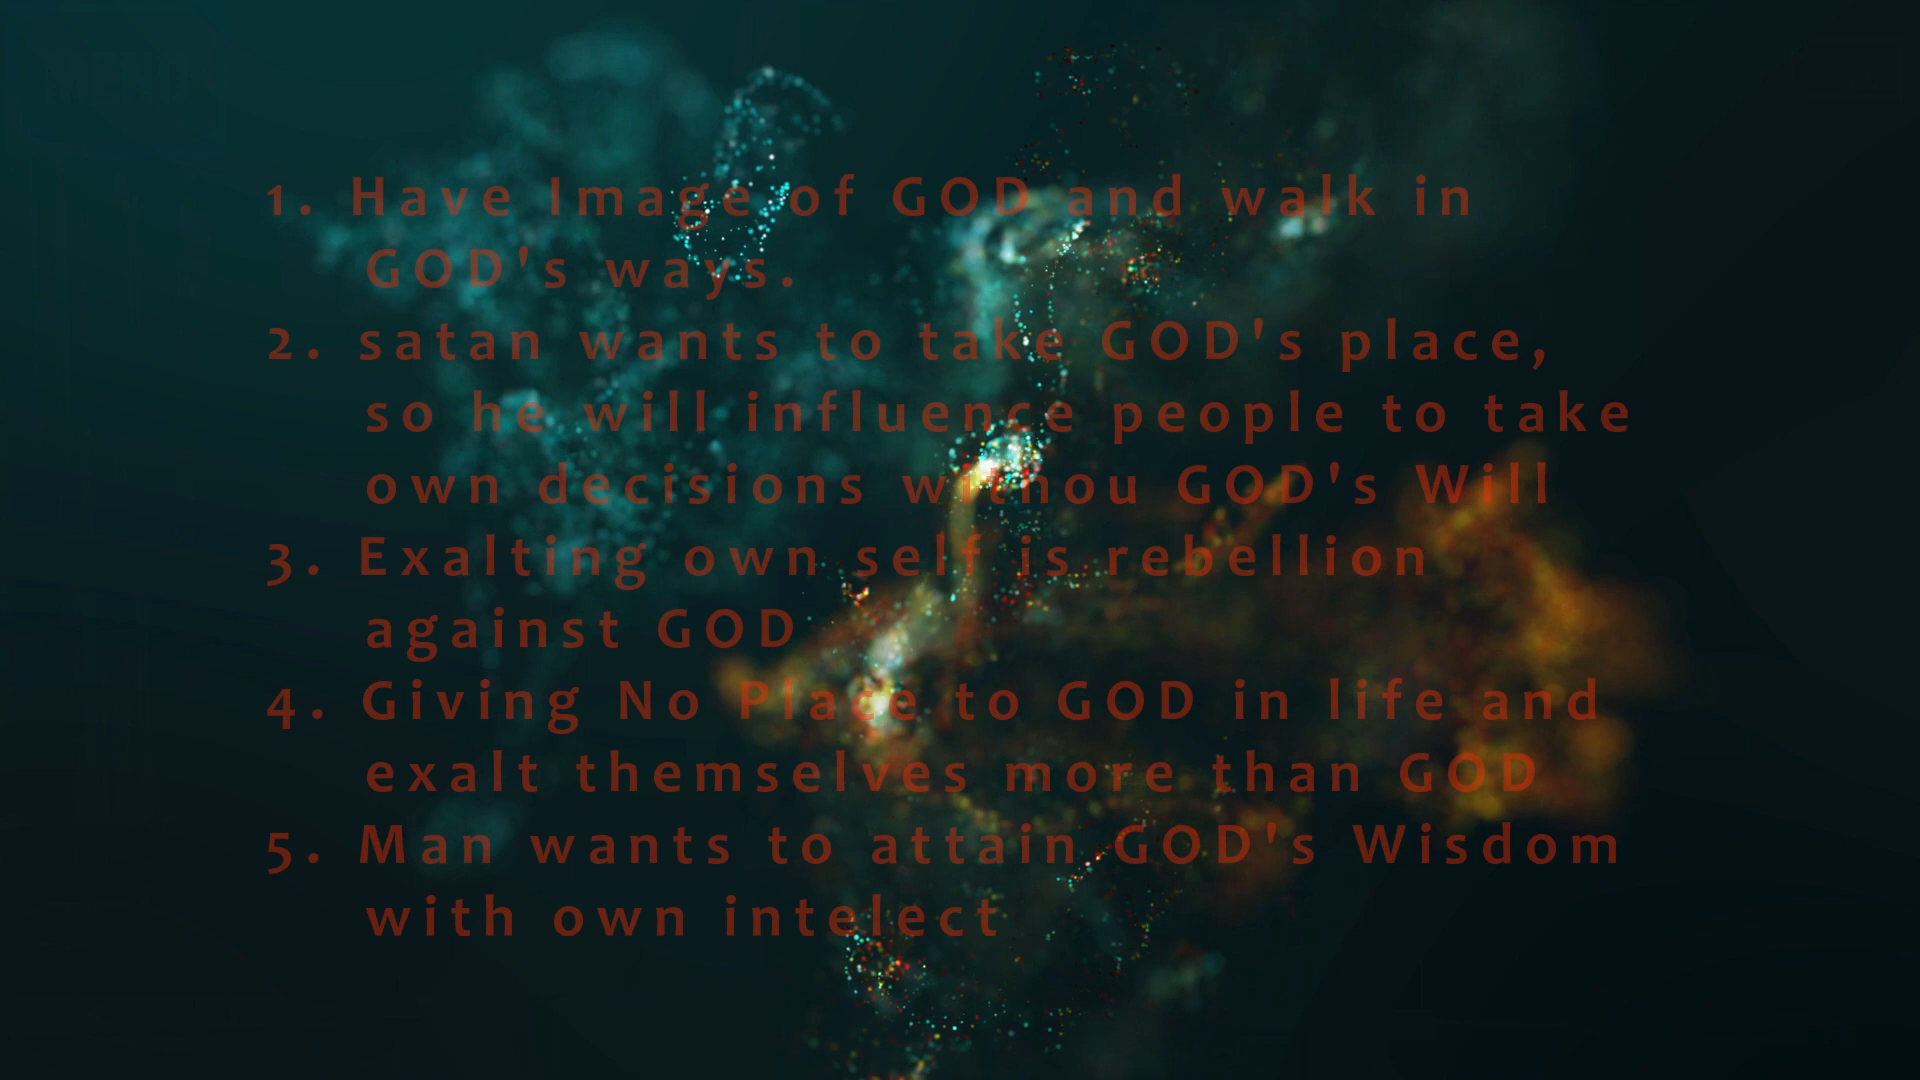 1. Have Image of GOD and walk in
GOD's ways.
2. satan wants to take GOD's place,
so he will influence people to take
own decisions withou GOD's Will
3. Exalting own self is rebellion
against GOD
4. Giving No Place to GOD in life and
exalt themselves more than GOD
5. Man wants to attain GOD's Wisdom
with own intelect